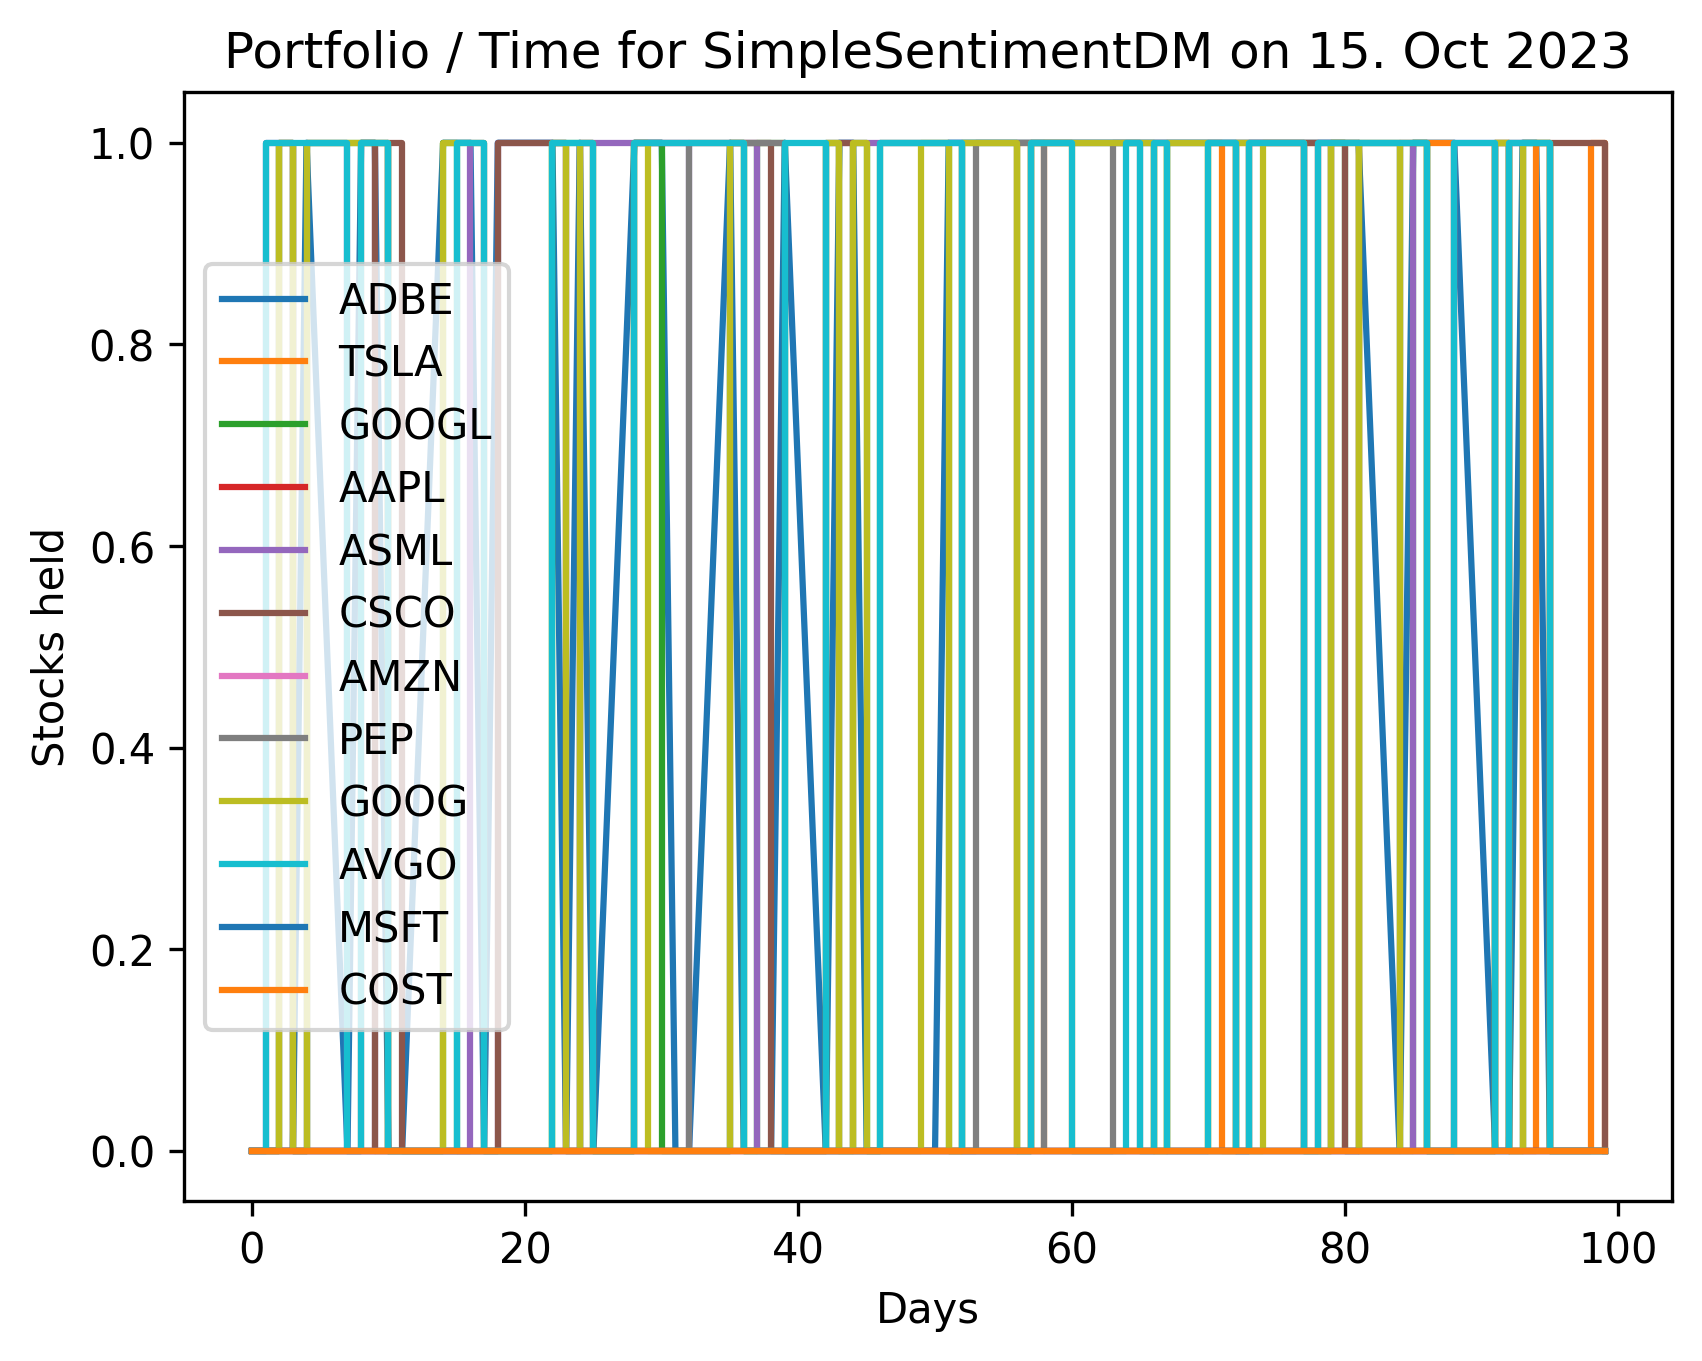 Portfolio / Time for SimpleSentimentDM on 15. Oct 2023
1.0
0.8
0.6
0.4
0.2
0.0
Stocks held
ADBE
TSLA
GOOGL
AAPL
ASML
CSCO
AMZN
PEP
GOOG
AVGO
MSFT
COST
0 20 40 60 80 100
Days